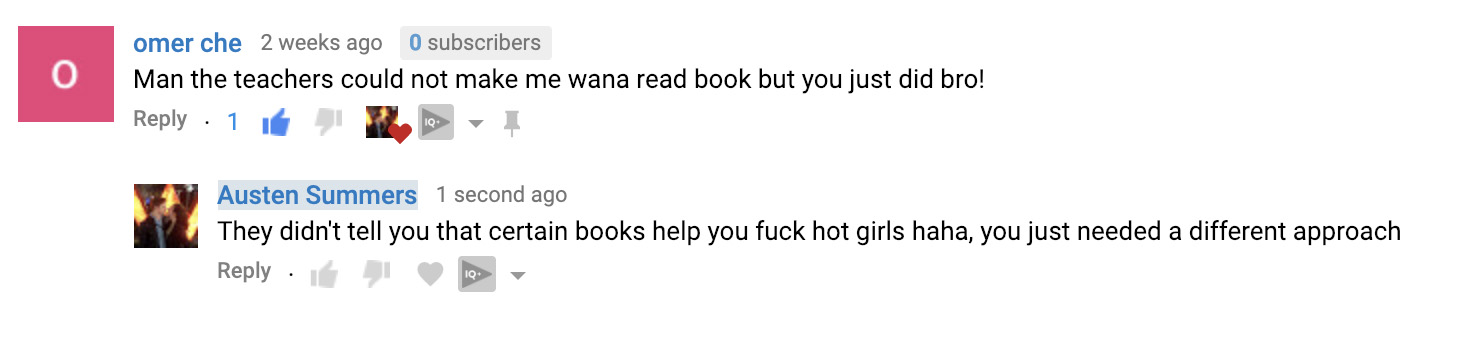 O
omer che 2 weeks ago 0 subscribers
Man the teachers could not make me wana read book but you just did bro!
Reply · 1 IQ+
Austen Summers 1 second ago
They didn't tell you that certain books help you fuck hot girls haha, you just needed a different approach
Reply · IQ+